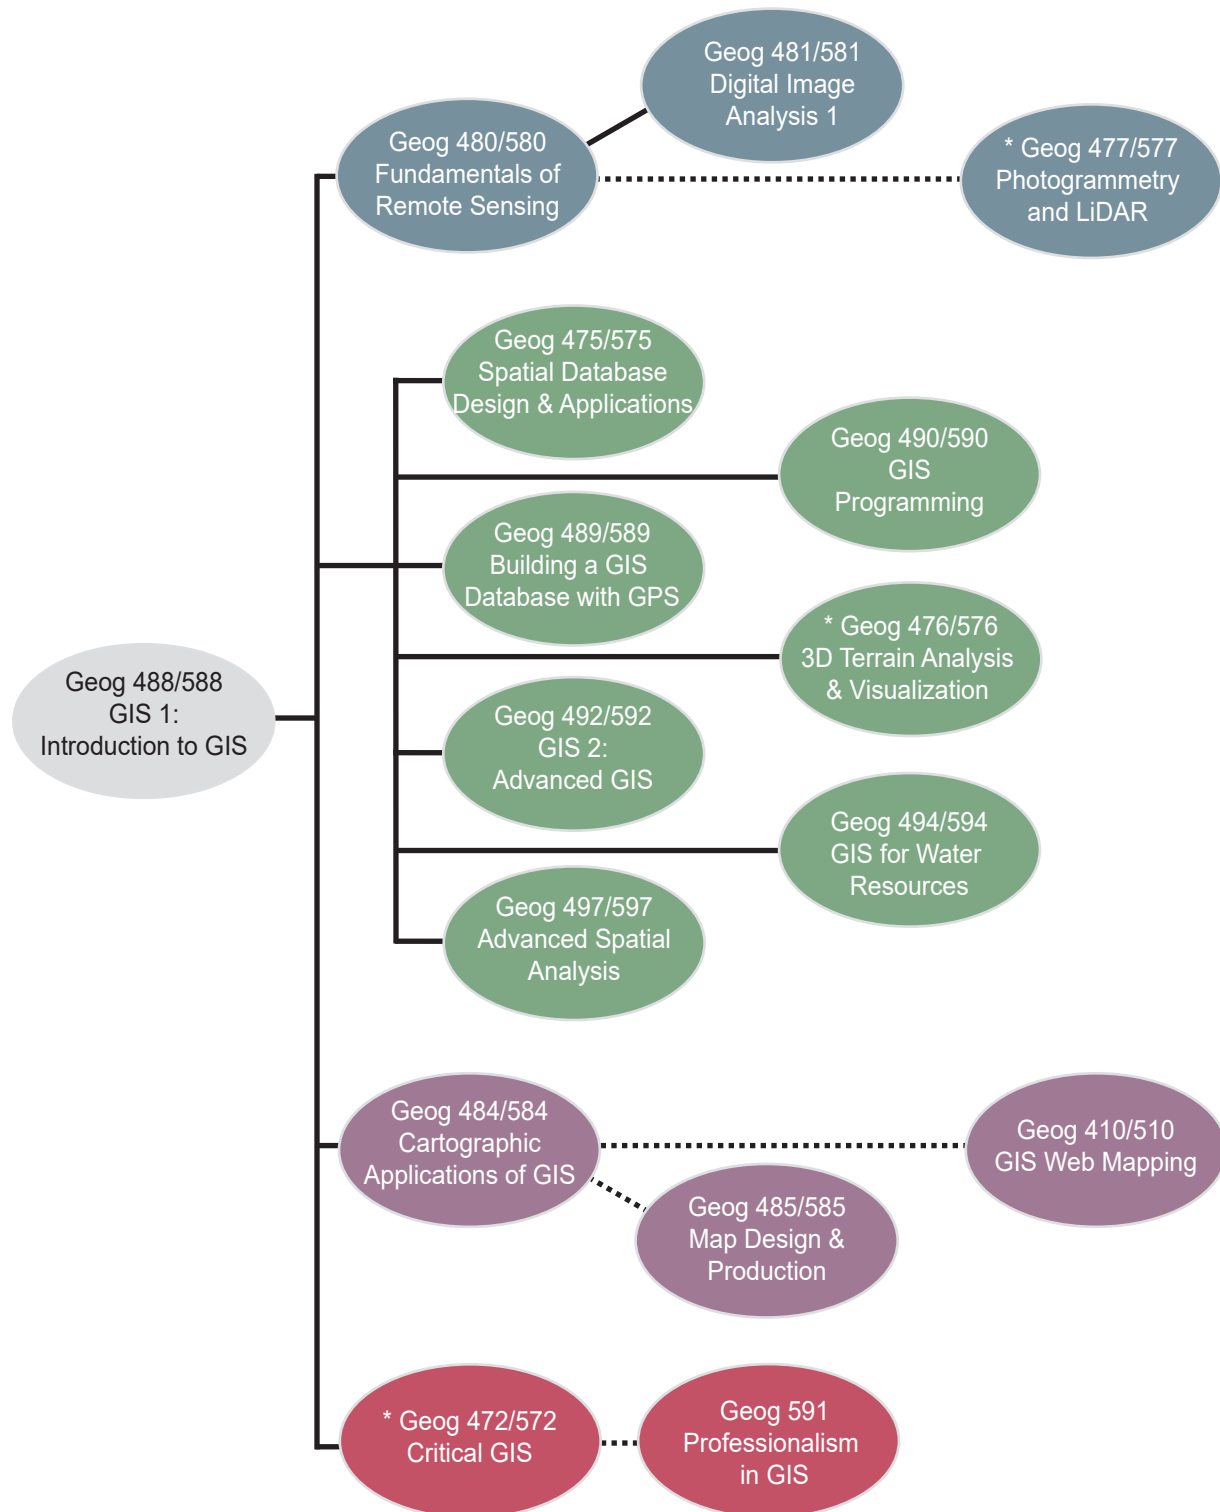 Geog 481/581
Digital Image
Analysis 1
Geog 480/580
Fundamentals of
Remote Sensing
* Geog 477/577
Photogrammetry
and LiDAR
Geog 475/575
Spatial Database
Design & Applications
Geog 490/590
GIS
Programming
Geog 489/589
Building a GIS
Database with GPS
* Geog 476/576
3D Terrain Analysis
& Visualization
Geog 488/588
GIS 1:
Introduction to GIS
Geog 492/592
GIS 2:
Advanced GIS
Geog 494/594
GIS for Water
Resources
Geog 497/597
Advanced Spatial
Analysis
Geog 484/584
Cartographic
Applications of GIS
Geog 410/510
GIS Web Mapping
Geog 485/585
Map Design &
Production
* Geog 472/572
Critical GIS
Geog 591
Professionalism
in GIS